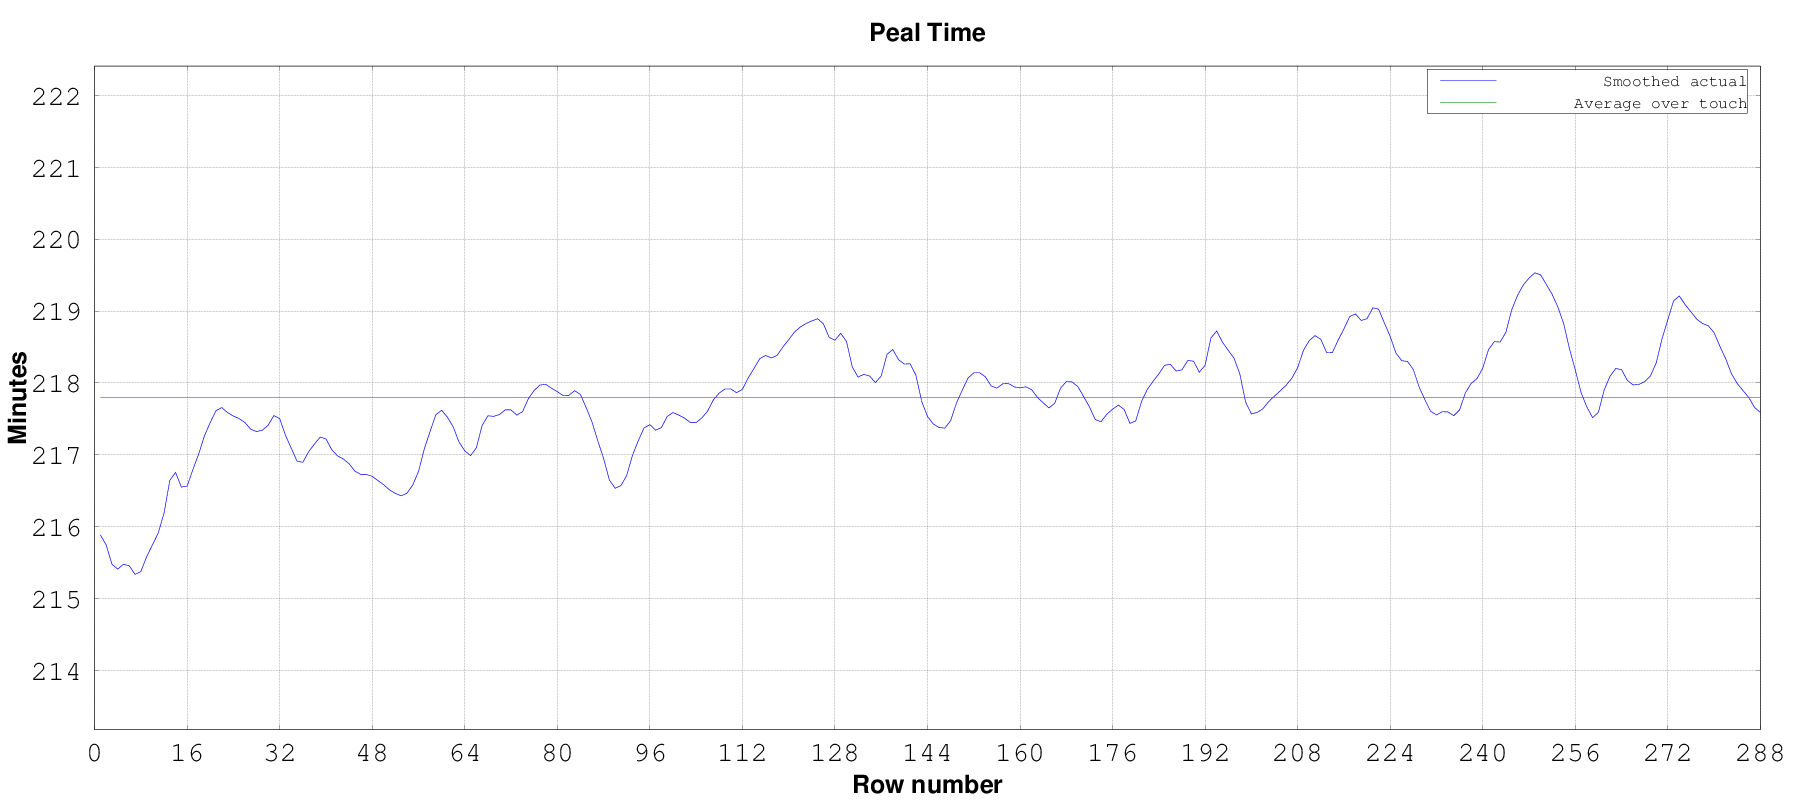 Peal Time
Smoothed actual
Average over touch
222
221
220
219
218
217
216
215
214
Minutes
0 16 32 48 64 80 96 112 128 144 160 176 192 208 224 240 256 272 288
Row number